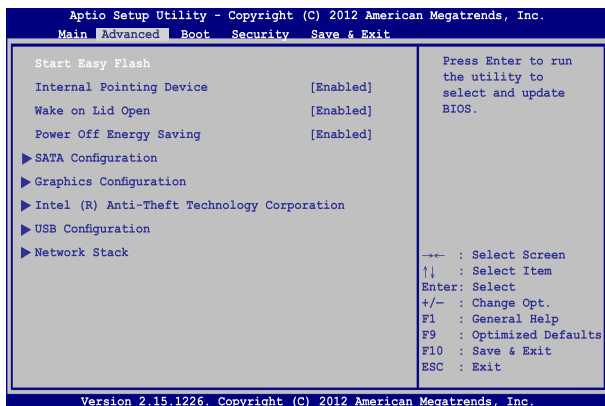 Aptio Setup Utility - Copyright (C) 2012 American Megatrends, Inc.
Main Advanced Boot Security Save & Exit
Start Easy Flash
Internal Pointing Device [Enabled]
Wake on Lid Open [Enabled]
Power Off Energy Saving [Enabled]
SATA Configuration
Graphics Configuration
Intel (R) Anti-Theft Technology Corporation
USB Configuration
Network Stack
Press Enter to run
the utility to
select and update
BIOS.
→← : Select Screen
↑↓ : Select Item
Enter: Select
+/— : Change Opt.
F1 : General Help
F9 : Optimized Defaults
F10 : Save & Exit
ESC : Exit
Version 2.15.1226. Copyright (C) 2012 American Megatrends, Inc.